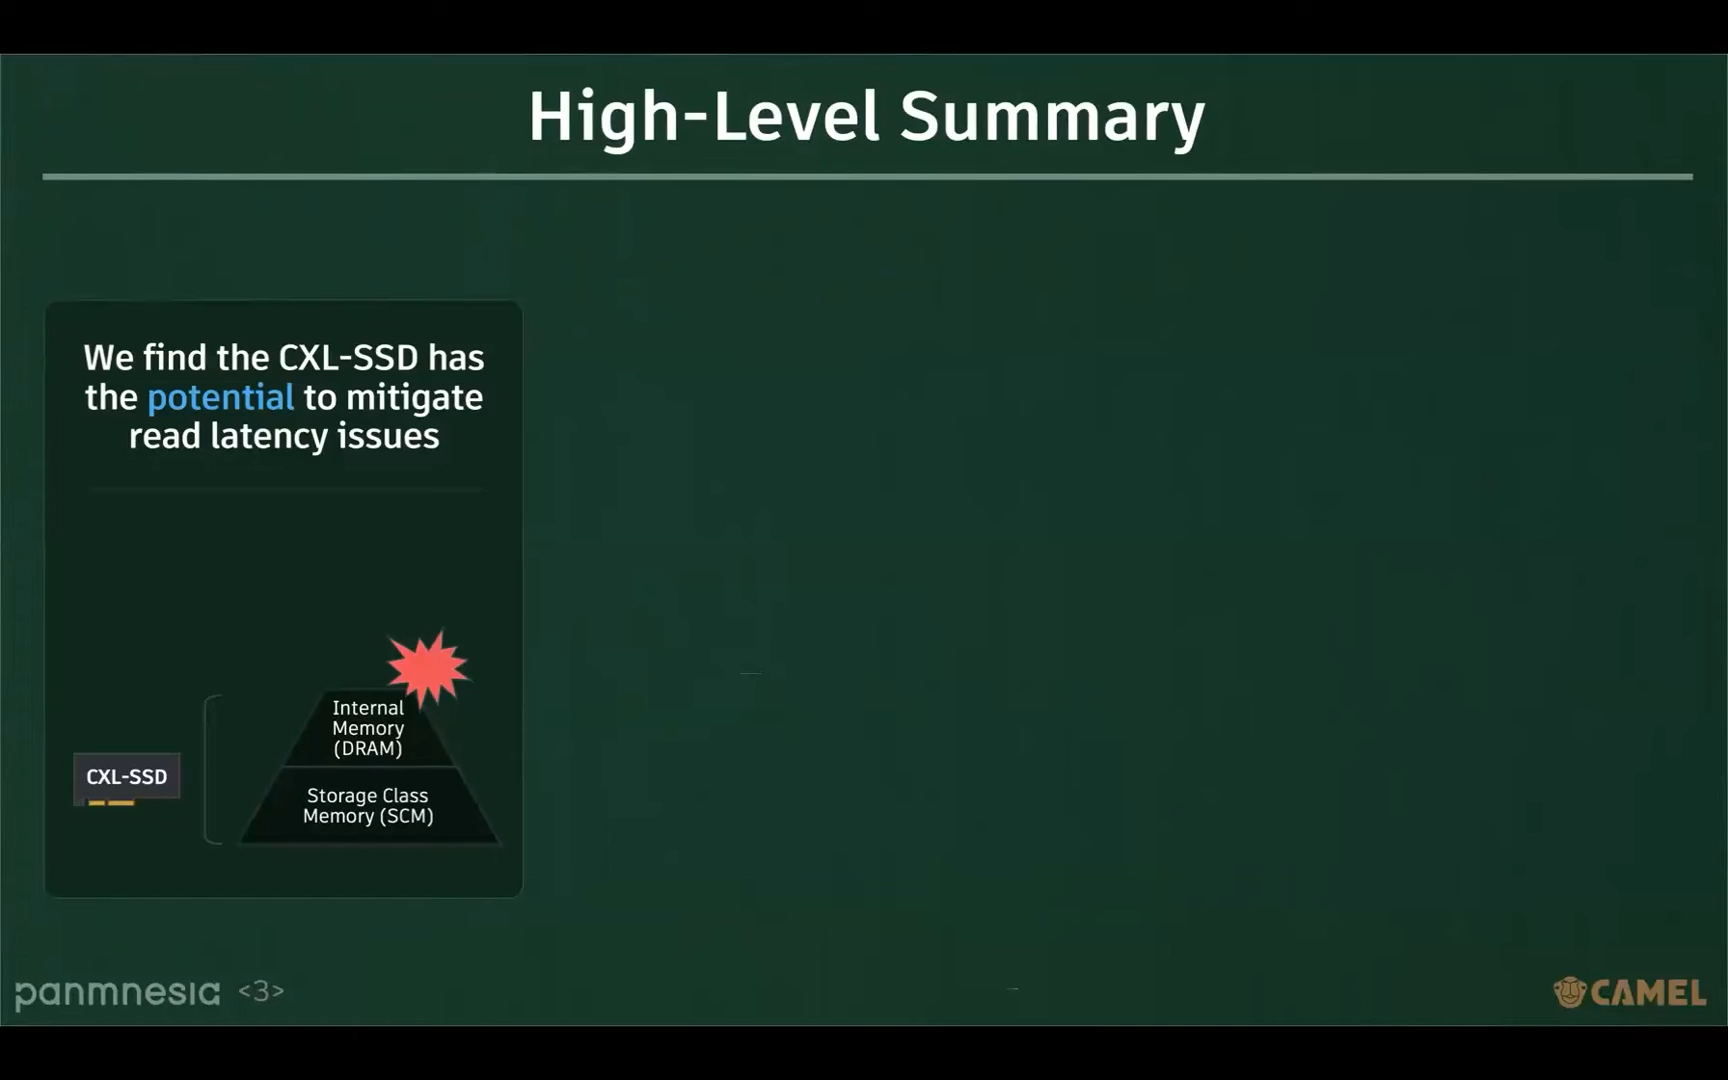 High-Level Summary
We find the CXL-SSD has
the potential to mitigate
read latency issues
Internal
Memory
(DRAM)
CXL-SSD
Storage Class
Memory (SCM)
panmnesia <3>
CAMEL